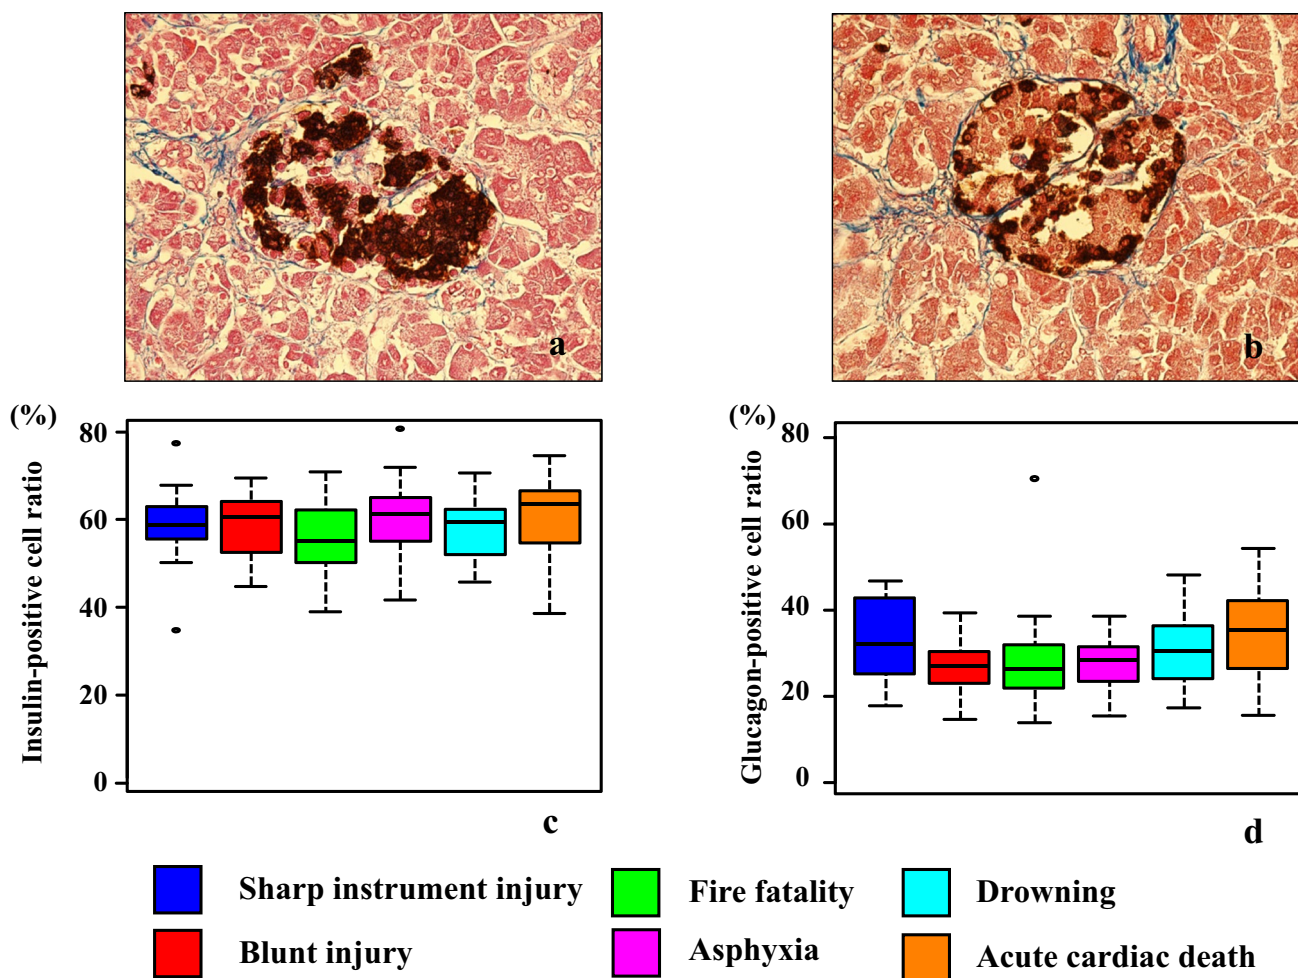 a
b
(%)
Insulin-positive cell ratio
80
60
40
20
0
c
(%)
Glucagon-positive cell ratio
80
60
40
20
0
d
Sharp instrument injury
Fire fatality
Drowning
Blunt injury
Asphyxia
Acute cardiac death